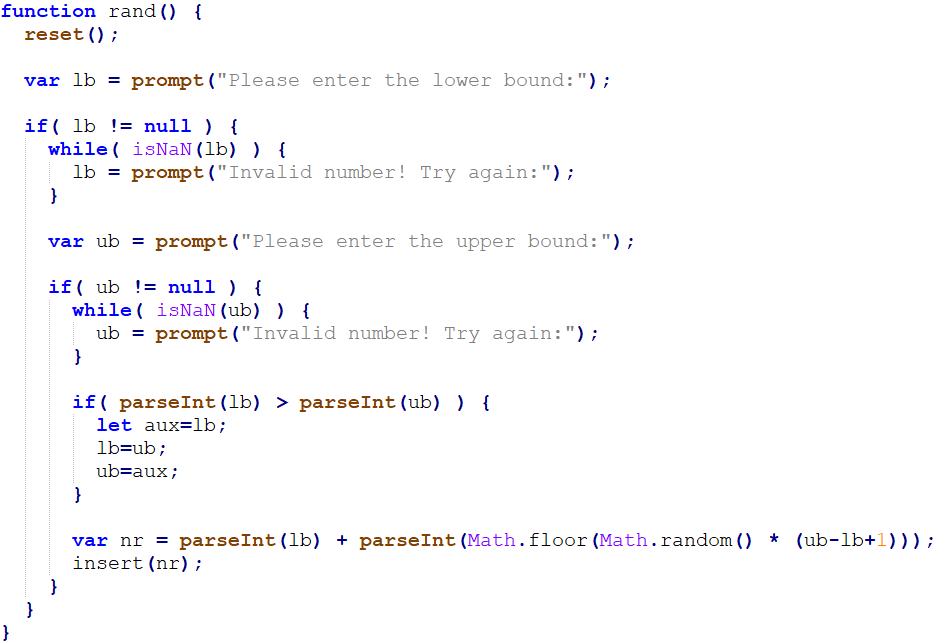 function rand() {
  reset();

  var lb = prompt("Please enter the lower bound:");

  if( lb != null ) {
    while( isNaN(lb) ) {
      lb = prompt("Invalid number! Try again:");
    }

    var ub = prompt("Please enter the upper bound:");

    if( ub != null ) {
      while( isNaN(ub) ) {
        ub = prompt("Invalid number! Try again:");
      }

      if( parseInt(lb) > parseInt(ub) ) {
        let aux=lb;
        lb=ub;
        ub=aux;
      }

      var nr = parseInt(lb) + parseInt(Math.floor(Math.random() * (ub-lb+1)));
      insert(nr);
    }
  }
}